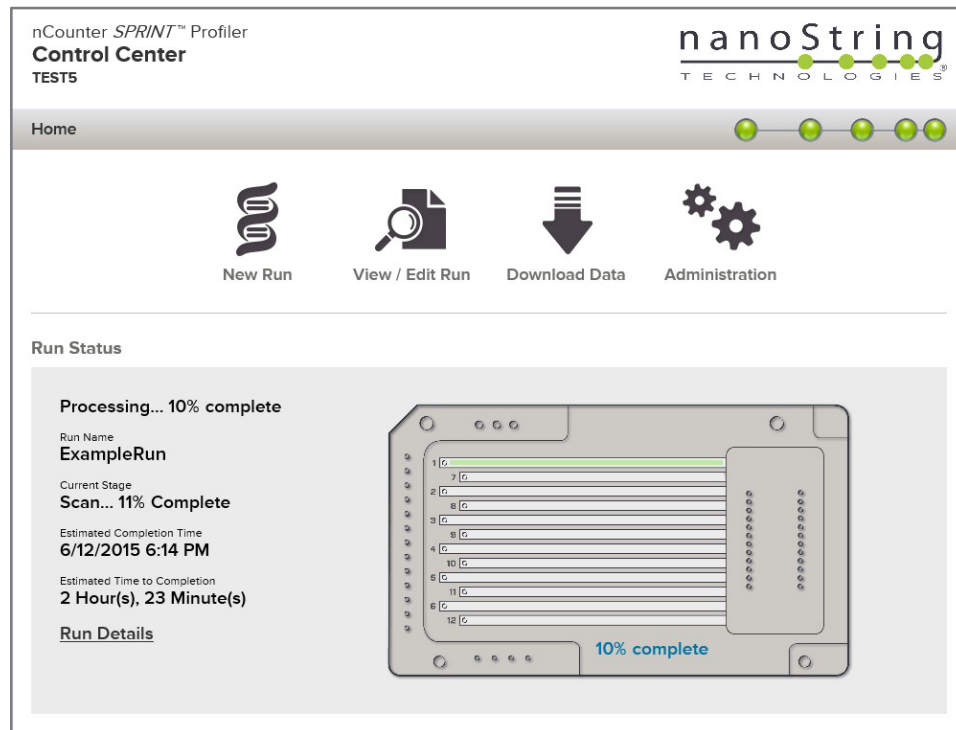 nCounter SPRINT™ Profiler
Control Center
TEST5
nanoString
TECHNOLOGIES®
Home
New Run
View / Edit Run
Download Data
Administration
Run Status
Processing... 10% complete
Run Name
ExampleRun
Current Stage
Scan... 11% Complete
Estimated Completion Time
6/12/2015 6:14 PM
Estimated Time to Completion
2 Hour(s), 23 Minute(s)
Run Details
1
7
2
8
3
9
4
10
5
11
6
12
10% complete